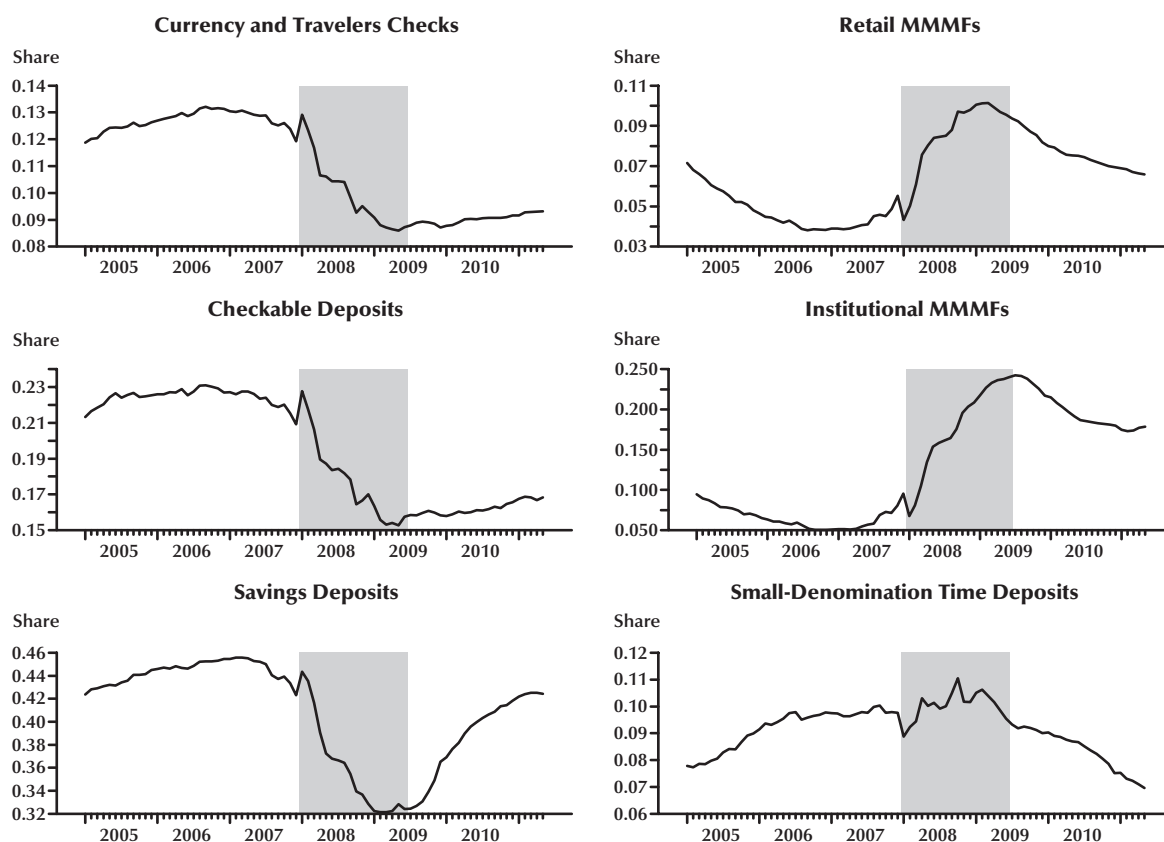 Currency and Travelers Checks
Share
0.14
0.13
0.12
0.11
0.10
0.09
0.08
2005 2006 2007 2008 2009 2010
Retail MMMFs
Share
0.11
0.09
0.07
0.05
0.03
2005 2006 2007 2008 2009 2010
Checkable Deposits
Share
0.23
0.21
0.19
0.17
0.15
2005 2006 2007 2008 2009 2010
Institutional MMMFs
Share
0.250
0.200
0.150
0.100
0.050
2005 2006 2007 2008 2009 2010
Savings Deposits
Share
0.46
0.44
0.42
0.40
0.38
0.36
0.34
0.32
2005 2006 2007 2008 2009 2010
Small-Denomination Time Deposits
Share
0.12
0.11
0.10
0.09
0.08
0.07
0.06
2005 2006 2007 2008 2009 2010